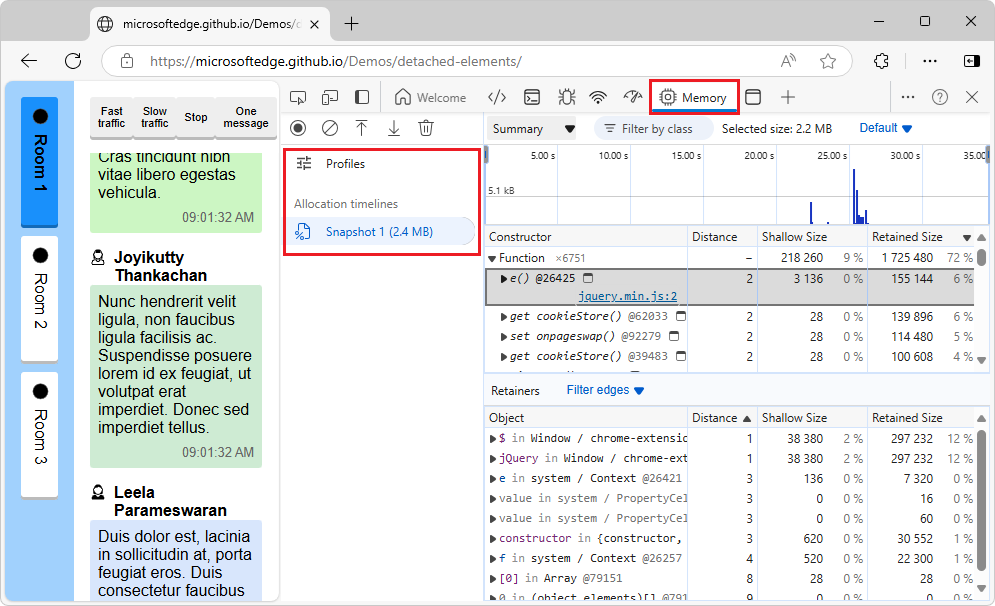 microsoftedge.github.io/Demos/c
https://microsoftedge.github.io/Demos/detached-elements/
Room 1
Room 2
Room 3
Fast traffic
Slow traffic
Stop
One message
Cras tincidunt nibh
vitae libero egestas
vehicula.
09:01:32 AM
Joyikutty
Thankachan
Nunc hendrerit velit
ligula, non faucibus
ligula facilisis ac.
Suspendisse posuere
lorem id ex feugiat, ut
volutpat erat
imperdiet. Donec sed
imperdiet tellus.
09:01:32 AM
Leela
Parameswaran
Duis dolor est, lacinia
in sollicitudin at, porta
feugiat eros. Duis
consectetur faucibus
Welcome
Memory
Profiles
Allocation timelines
Snapshot 1 (2.4 MB)
Summary Filter by class Selected size: 2.2 MB Default
5.00 s 10.00 s 15.00 s 20.00 s 25.00 s 30.00 s 35.00
5.1 kB
Constructor Distance Shallow Size Retained Size
Function ×6751 – 218 260 9 % 1 725 480 72 %
e() @26425 2 3 136 0 % 155 144 6 %
jquery.min.js:2
get cookieStore() @62033 2 28 0 % 139 896 6 %
set onpageswap() @92279 2 28 0 % 114 480 5 %
get cookieStore() @39483 2 28 0 % 100 608 4 %
Retainers Filter edges
Object Distance Shallow Size Retained Size
$ in Window / chrome-extensio 1 38 380 2 % 297 232 12 %
jQuery in Window / chrome-ext 1 38 380 2 % 297 232 12 %
e in system / Context @26421 3 136 0 % 7 320 0 %
value in system / PropertyCel 3 0 0 % 16 0 %
value in system / PropertyCel 3 0 0 % 60 0 %
constructor in {constructor, 3 620 0 % 30 552 1 %
f in system / Context @26257 4 520 0 % 22 300 1 %
[0] in Array @79151 8 28 0 % 28 0 %
0 in (object elements)[] @791 9 0 0 % 0 0 %